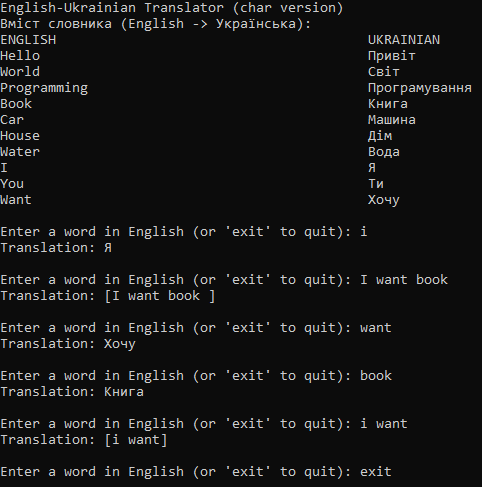 English-Ukrainian Translator (char version)
Вміст словника (English -> Українська):
ENGLISH UKRAINIAN
Hello Привіт
World Світ
Programming Програмування
Book Книга
Car Машина
House Дім
Water Вода
I Я
You Ти
Want Хочу
Enter a word in English (or 'exit' to quit): i
Translation: Я
Enter a word in English (or 'exit' to quit): I want book
Translation: [I want book ]
Enter a word in English (or 'exit' to quit): want
Translation: Хочу
Enter a word in English (or 'exit' to quit): book
Translation: Книга
Enter a word in English (or 'exit' to quit): i want
Translation: [i want]
Enter a word in English (or 'exit' to quit): exit